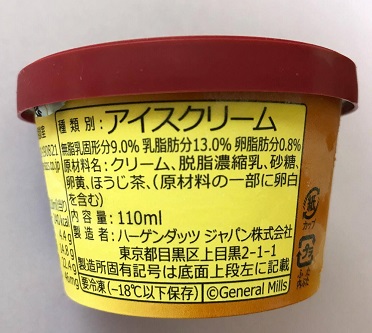 種類別:アイスクリーム
無脂乳固形分9.0% 乳脂肪分13.0% 卵脂肪分0.8%
原材料名:クリーム、脱脂濃縮乳、砂糖、
卵黄、ほうじ茶、(原材料の一部に卵白
を含む)
内容量:110ml
製造者:ハーゲンダッツ ジャパン株式会社
東京都目黒区上目黒2-1-1
製造所固有記号は底面上段左に記載
要冷凍(−18℃以下保存)
©General Mills
紙
カップ
プラ